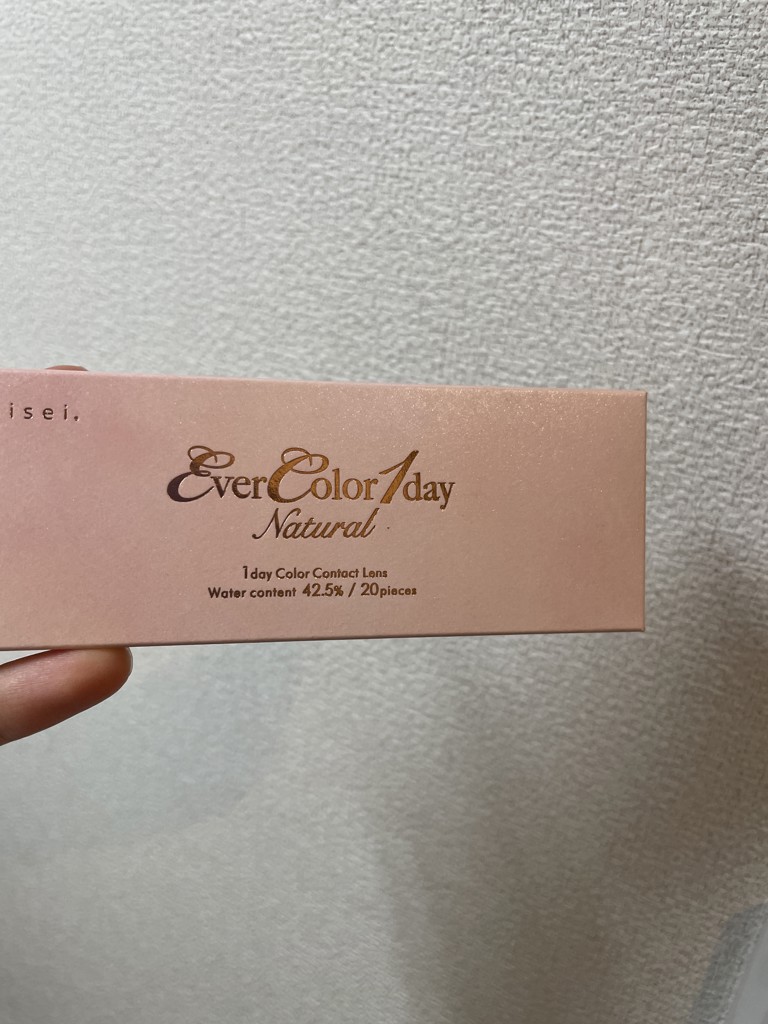 isei.
EverColor1day
Natural
1day Color Contact Lens
Water content 42.5% / 20pieces